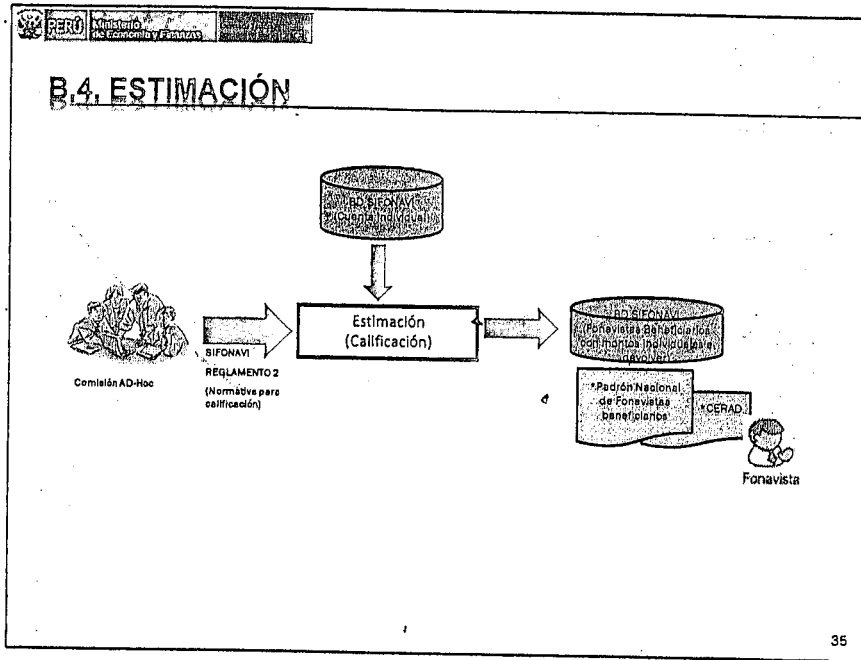 PERÚ
Ministerio
de Economía y Finanzas
B.4. ESTIMACIÓN
BD SIFONAVI
(Cuenta Individual)
Estimación
(Calificación)
Comisión AD-Hoc
SIFONAVI
REGLAMENTO 2
(Normativa para
calificación)
BD SIFONAVI
(Fonavistas Beneficiarios
con montos individuales a
devolver)
*Padrón Nacional
de Fonavistas
beneficiarios
*CERAD
Fonavista
35